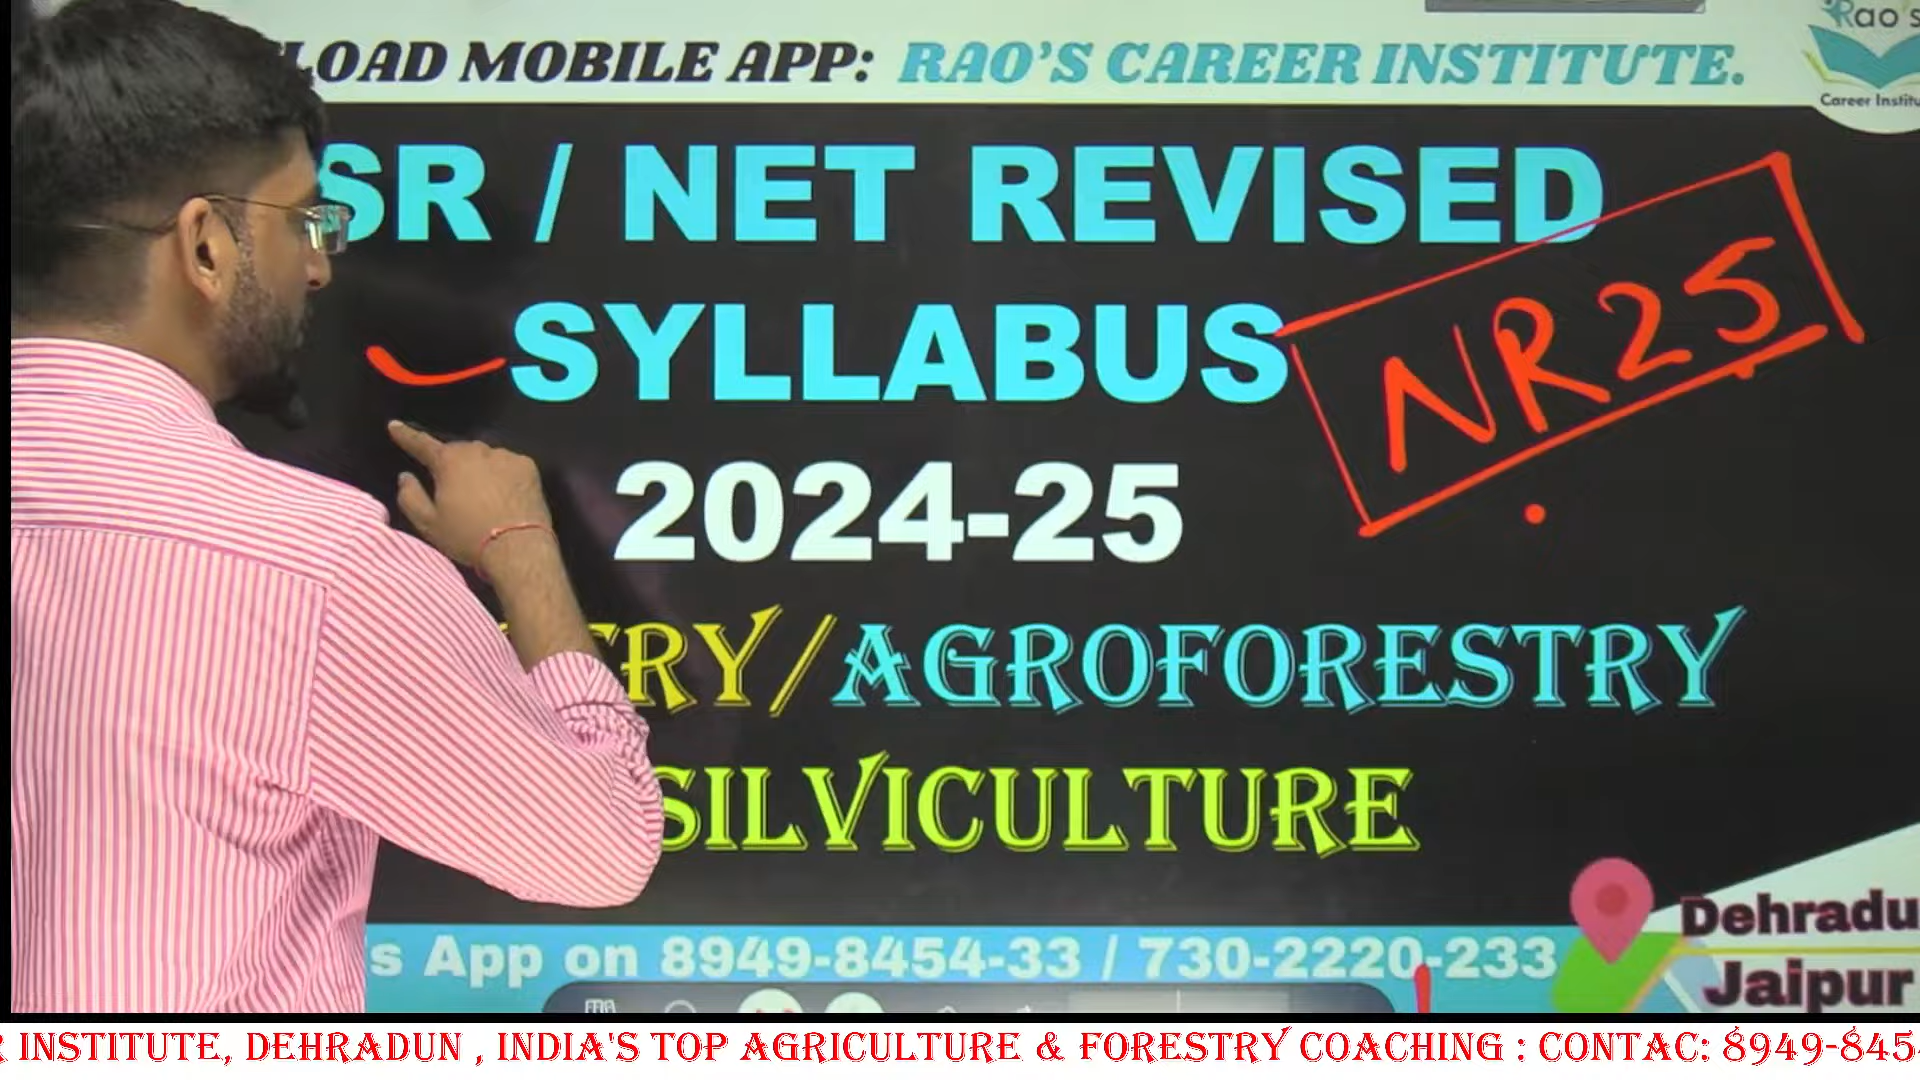 LOAD MOBILE APP: RAO'S CAREER INSTITUTE.
Rao's
Career Institu
SR / NET REVISED
SYLLABUS
NR25
2024-25
RY/AGROFORESTRY
SILVICULTURE
Dehradu
Jaipur
's App on 8949-8454-33 / 730-2220-233
R INSTITUTE, DEHRADUN , INDIA'S TOP AGRICULTURE & FORESTRY COACHING : CONTAC: 8949-845